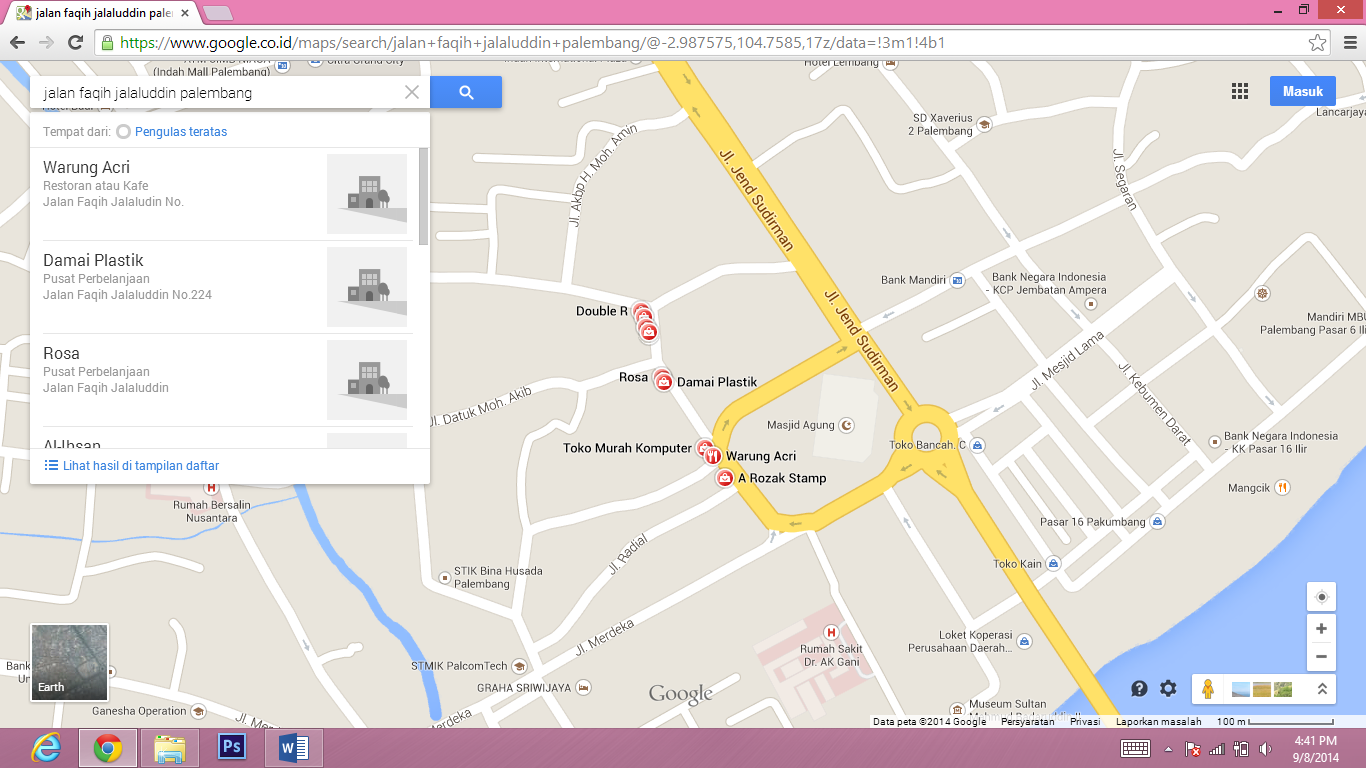 jalan faqih jalaluddin pale
https://www.google.co.id/maps/search/jalan+faqih+jalaluddin+palembang/@-2.987575,104.7585,17z/data=!3m1!4b1
(Indah Mall Palembang)
jalan faqih jalaluddin palembang
Masuk
Tempat dari: Pengulas teratas
Warung Acri
Restoran atau Kafe
Jalan Faqih Jalaludin No.
Damai Plastik
Pusat Perbelanjaan
Jalan Faqih Jalaluddin No.224
Rosa
Pusat Perbelanjaan
Jalan Faqih Jalaluddin
Al-Ihsan
Lihat hasil di tampilan daftar
Hotel Lembang
SD Xaverius
2 Palembang
Lancarjaya
Jl. Segaran
Jl. Akbp H. Moh. Amin
Jl. Jend Sudirman
Jl. Jend Sudirman
Bank Mandiri
Bank Negara Indonesia
- KCP Jembatan Ampera
Mandiri MBU
Palembang Pasar 6 Ilir
Double R
Rosa
Damai Plastik
Jl. Datuk Moh. Akib
Jl. Mesjid Lama
Jl. Kebumen Darat
Masjid Agung
Toko Bancah. C
Toko Murah Komputer
Warung Acri
A Rozak Stamp
Bank Negara Indonesia
- KK Pasar 16 Ilir
Mangcik
Pasar 16 Pakumbang
Toko Kain
Rumah Bersalin
Nusantara
Jl. Radial
STIK Bina Husada
Palembang
Jl. Merdeka
Rumah Sakit
Dr. AK Gani
Loket Koperasi
Perusahaan Daerah...
STMIK PalcomTech
GRAHA SRIWIJAYA
Ganesha Operation
Jl. Merdeka
Museum Sultan
Earth
Google
Data peta ©2014 Google Persyaratan Privasi Laporkan masalah 100 m
4:41 PM
9/8/2014